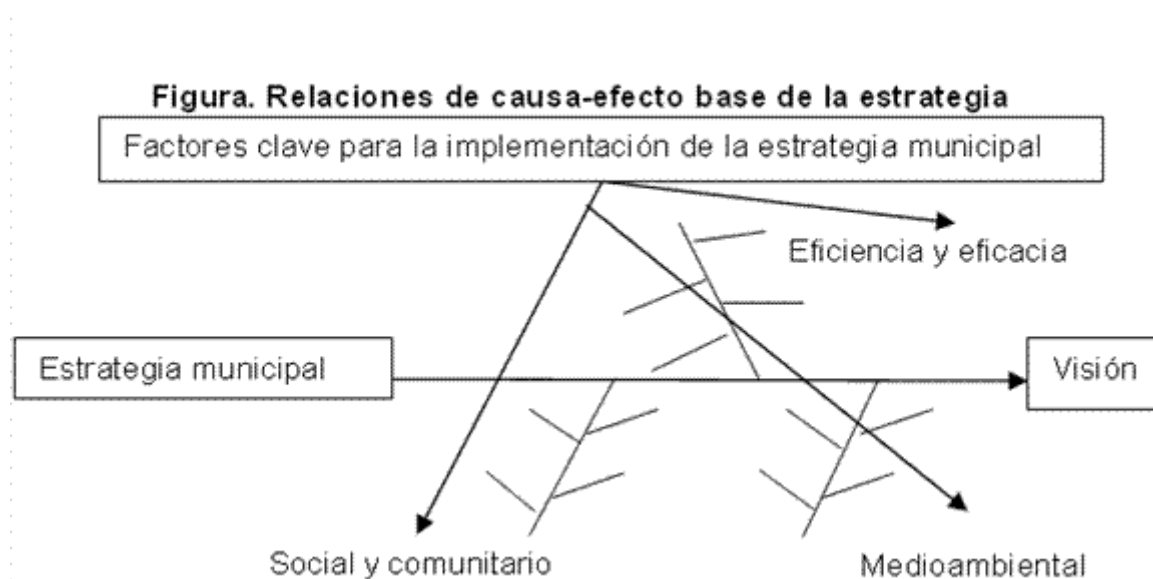 Figura. Relaciones de causa-efecto base de la estrategia
Factores clave para la implementación de la estrategia municipal
Eficiencia y eficacia
Estrategia municipal
Visión
Social y comunitario
Medioambiental